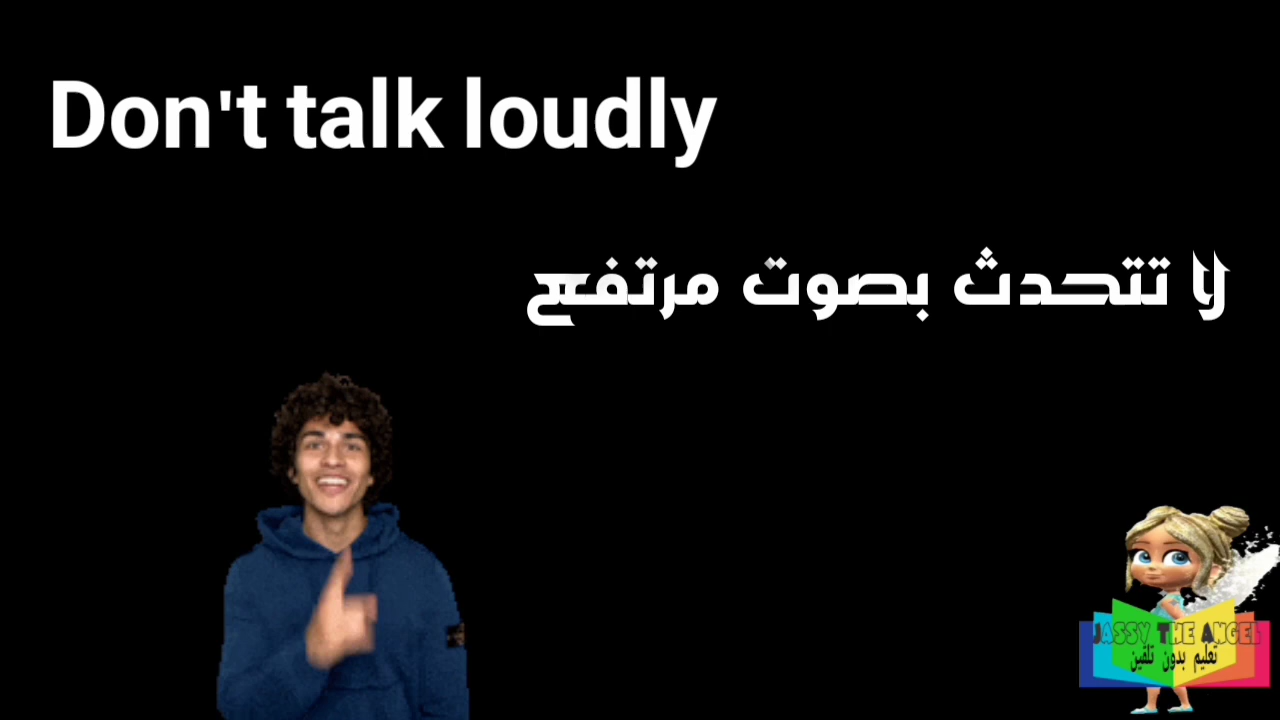 Don't talk loudly
لا تتحدث بصوت مرتفع
JASSY THE ANGEL
تعليم بدون تلقين